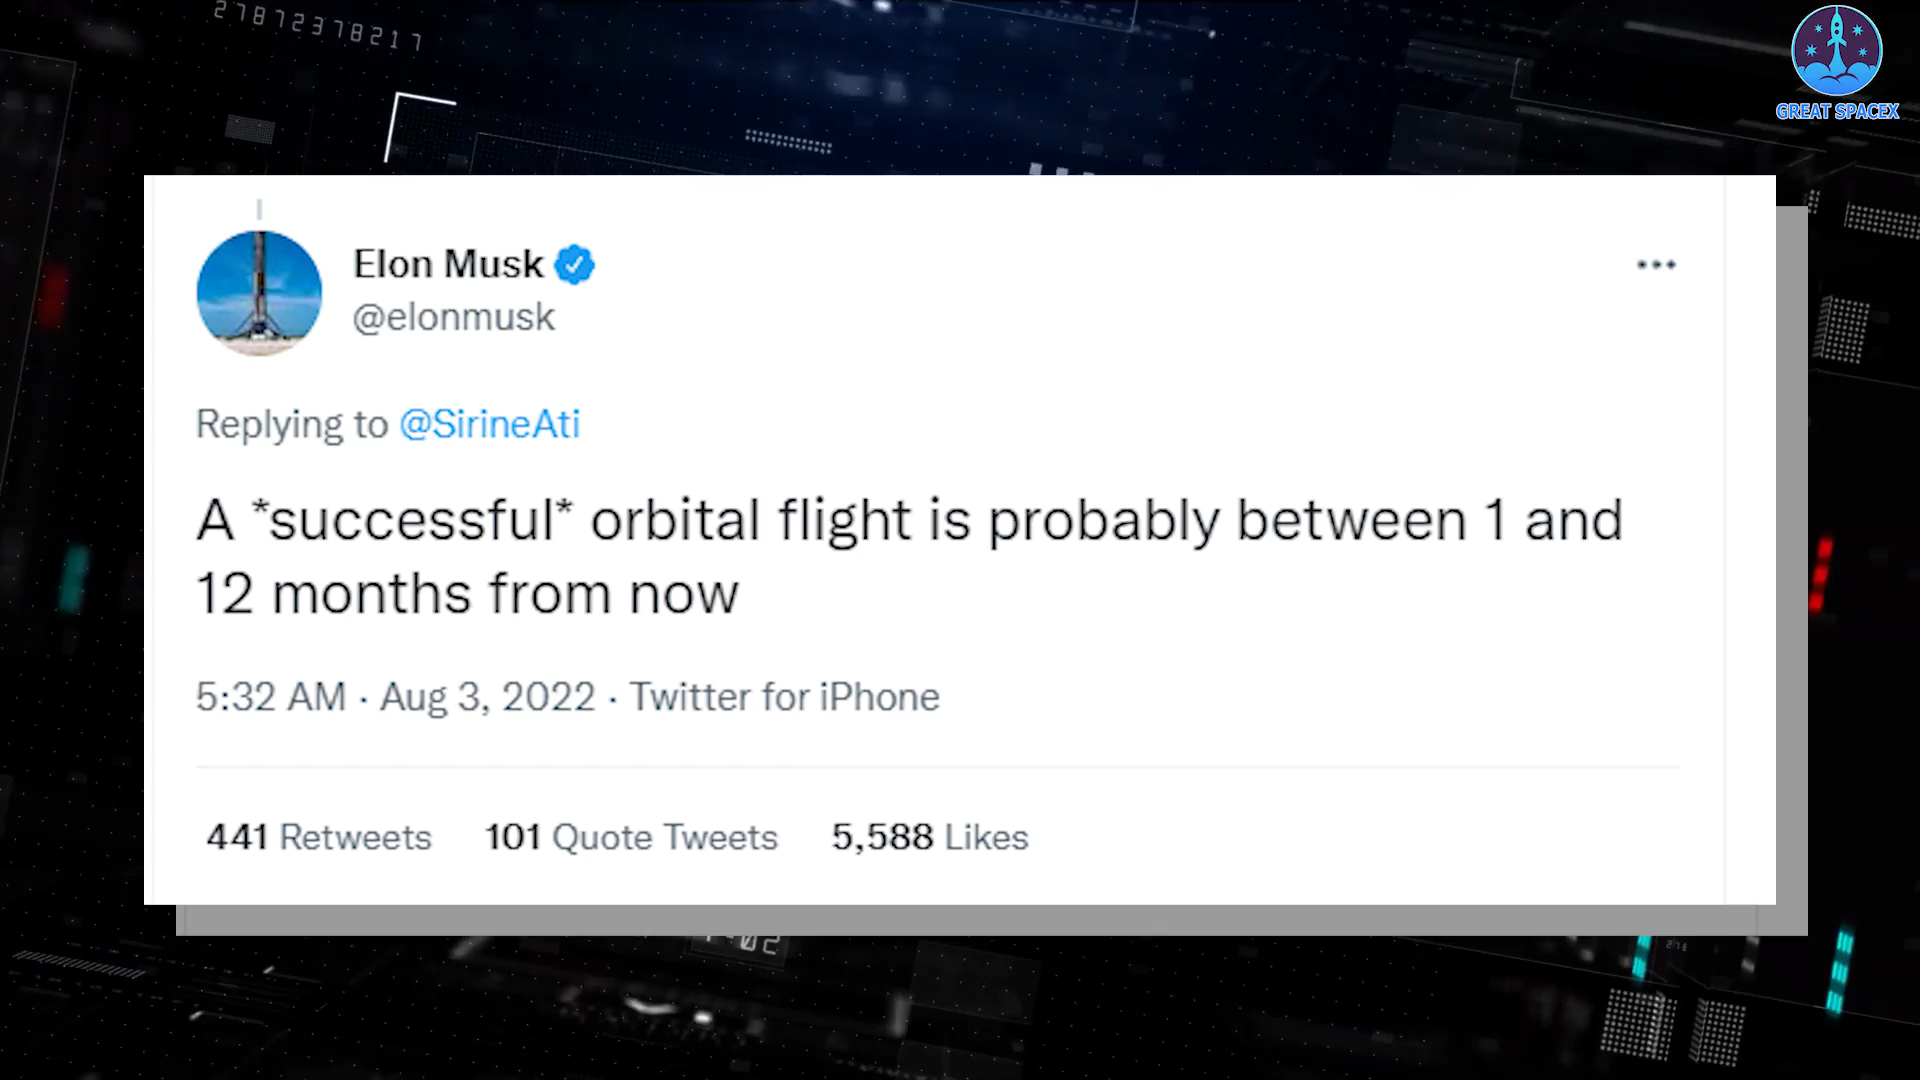 27872378217
GREAT SPACEX
Elon Musk
@elonmusk
Replying to @SirineAti
A *successful* orbital flight is probably between 1 and
12 months from now
5:32 AM · Aug 3, 2022 · Twitter for iPhone
441 Retweets 101 Quote Tweets 5,588 Likes